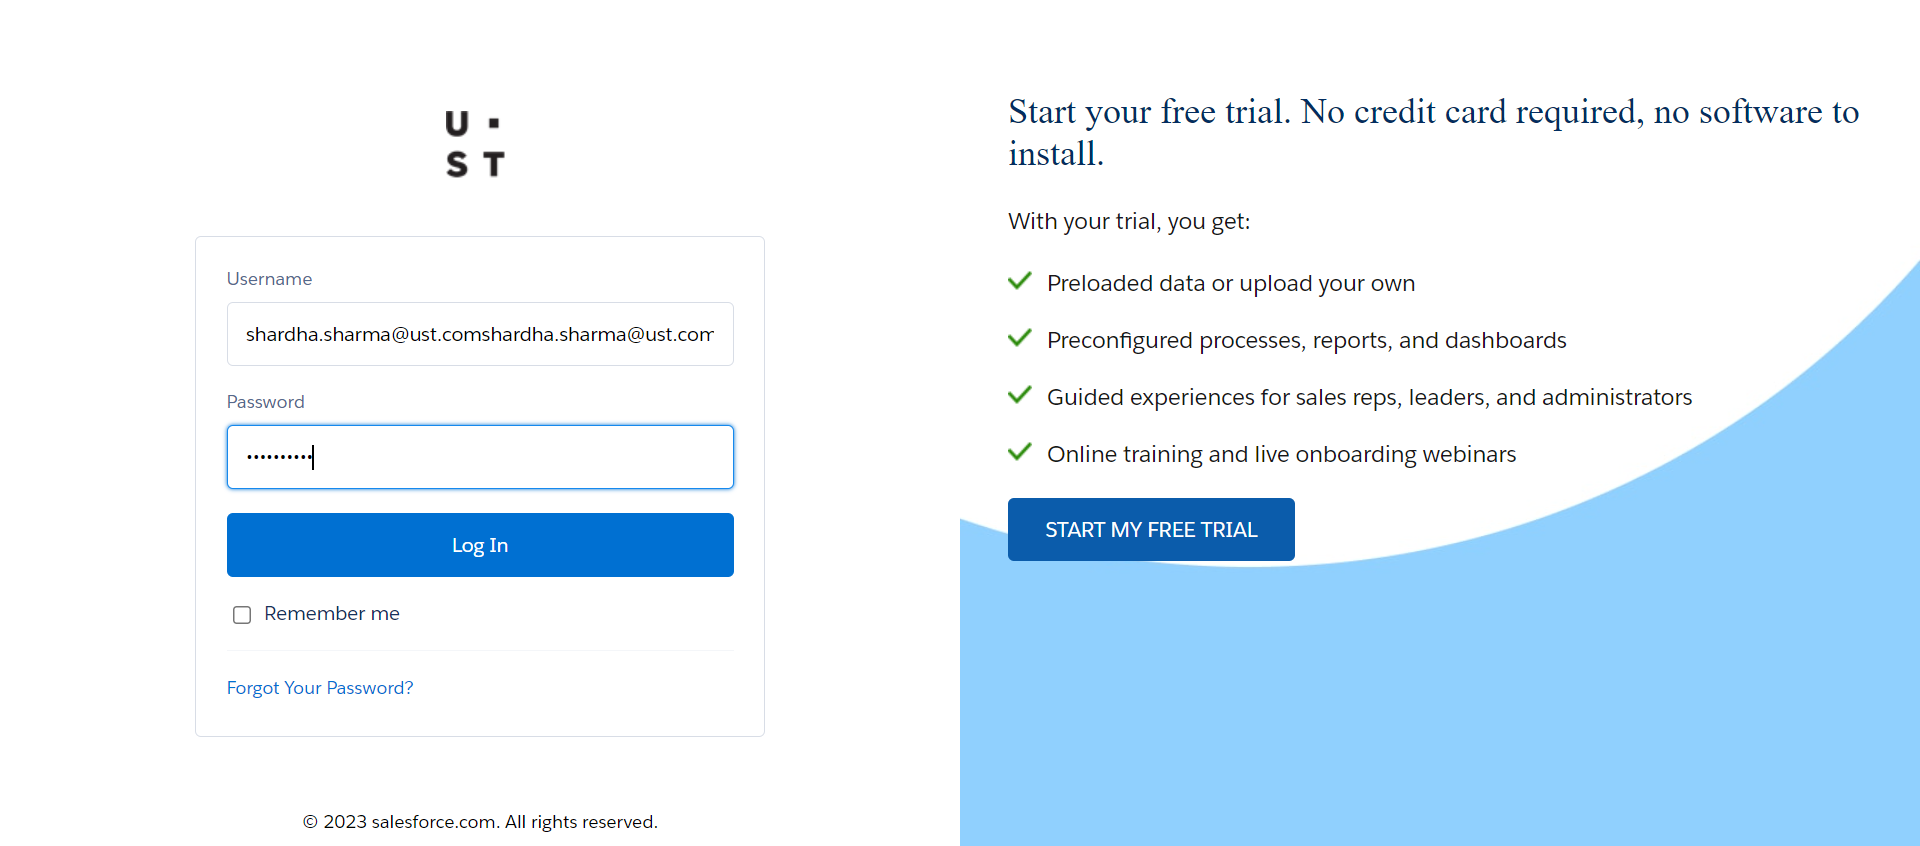 U ·
S T
Username
shardha.sharma@ust.comshardha.sharma@ust.com
Password
••••••••••
Log In
Remember me
Forgot Your Password?
© 2023 salesforce.com. All rights reserved.
Start your free trial. No credit card required, no software to
install.
With your trial, you get:
Preloaded data or upload your own
Preconfigured processes, reports, and dashboards
Guided experiences for sales reps, leaders, and administrators
Online training and live onboarding webinars
START MY FREE TRIAL